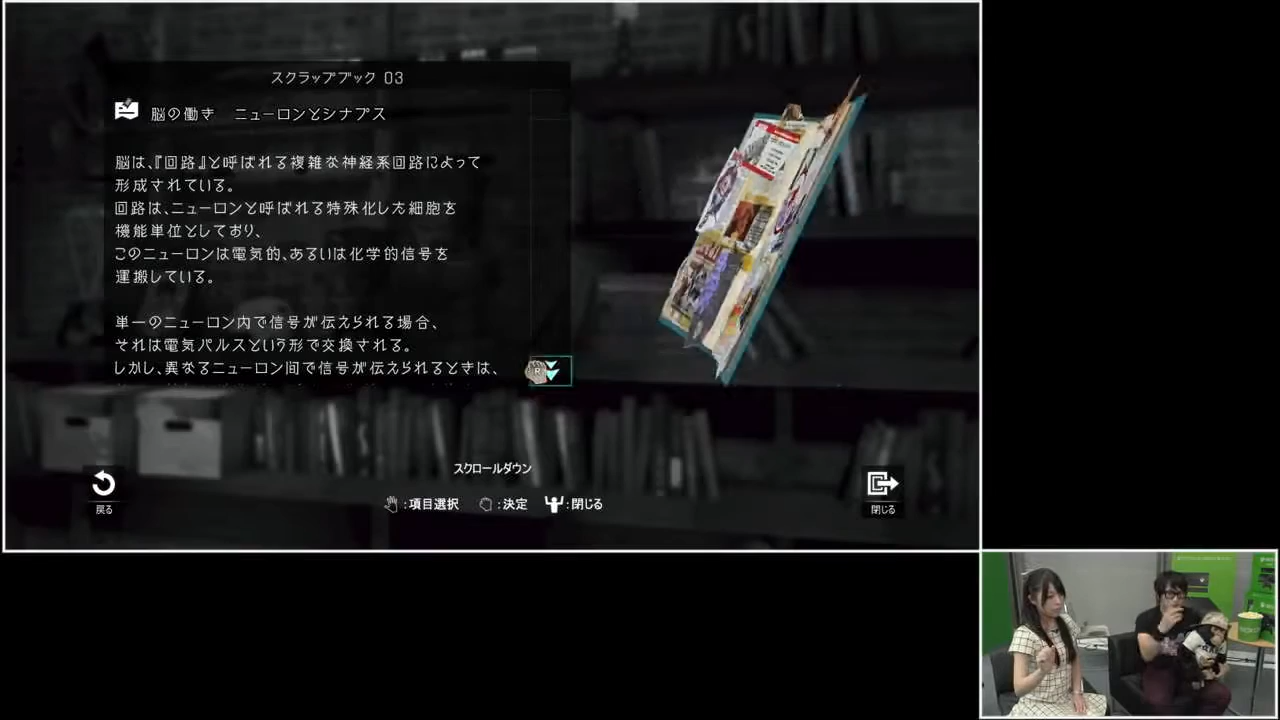 スクラップブック 03
脳の働き　ニューロンとシナプス
脳は、『回路』と呼ばれる複雑な神経系回路によって
形成されている。
回路は、ニューロンと呼ばれる特殊化した細胞を
機能単位としており、
このニューロンは電気的、あるいは化学的信号を
運搬している。
単一のニューロン内で信号が伝えられる場合、
それは電気パルスという形で交換される。
しかし、異なるニューロン間で信号が伝えられるときは、
R
スクロールダウン
戻る
:項目選択 :決定 :閉じる
閉じる